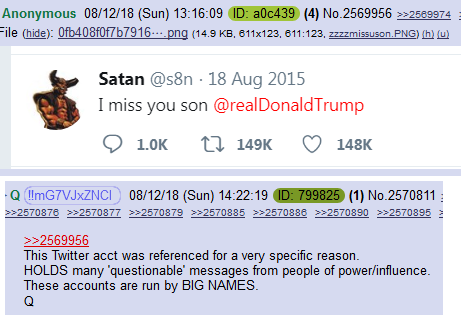 Anonymous 08/12/18 (Sun) 13:16:09 ID: a0c439 (4) No.2569956 >>2569974
File (hide): 0fb408f0f7b7916⋯.png (14.9 KB, 611x123, 611:123, zzzzmissuson.PNG) (h) (u)
Satan @s8n · 18 Aug 2015
I miss you son @realDonaldTrump
1.0K 149K 148K
Q !!mG7VJxZNCI 08/12/18 (Sun) 14:22:19 ID: 799825 (1) No.2570811
>>2570876 >>2570877 >>2570879 >>2570885 >>2570886 >>2570890 >>2570895
>>2569956
This Twitter acct was referenced for a very specific reason.
HOLDS many 'questionable' messages from people of power/influence.
These accounts are run by BIG NAMES.
Q